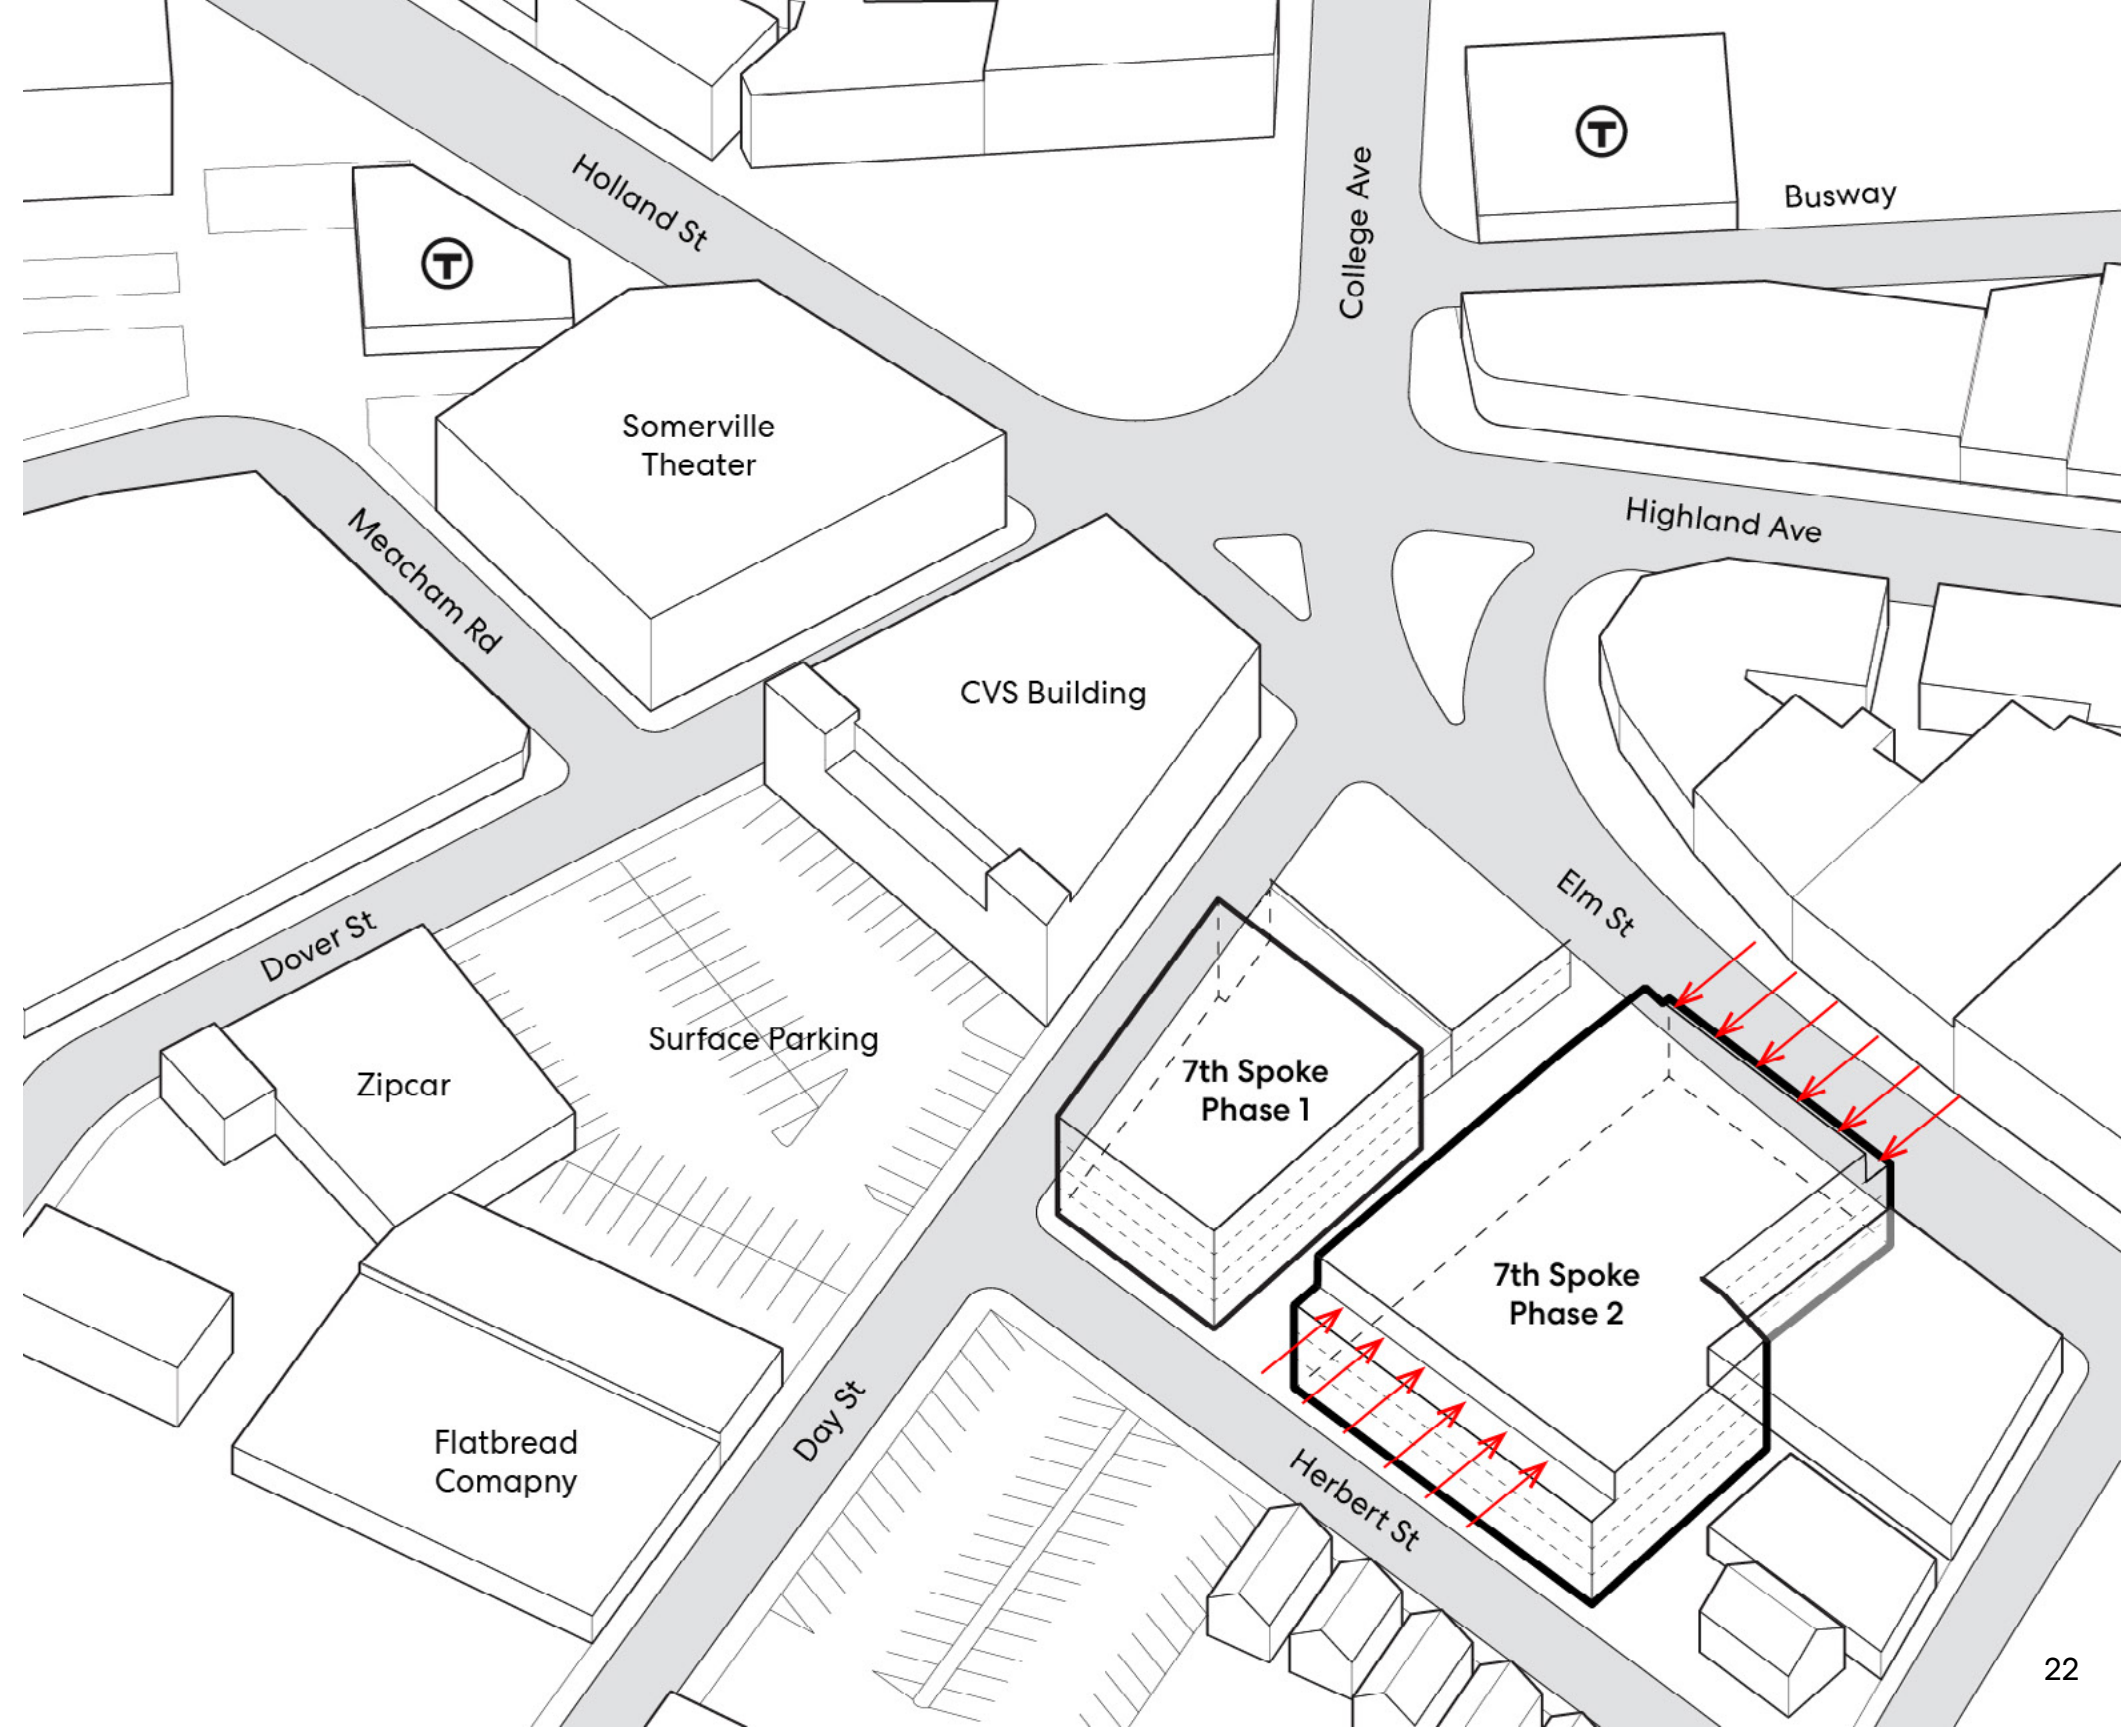 T
Busway
Holland St
College Ave
T
Somerville
Theater
Highland Ave
Meacham Rd
CVS Building
Elm St
Dover St
Surface Parking
Zipcar
7th Spoke
Phase 1
7th Spoke
Phase 2
Day St
Flatbread
Comapny
Herbert St
22